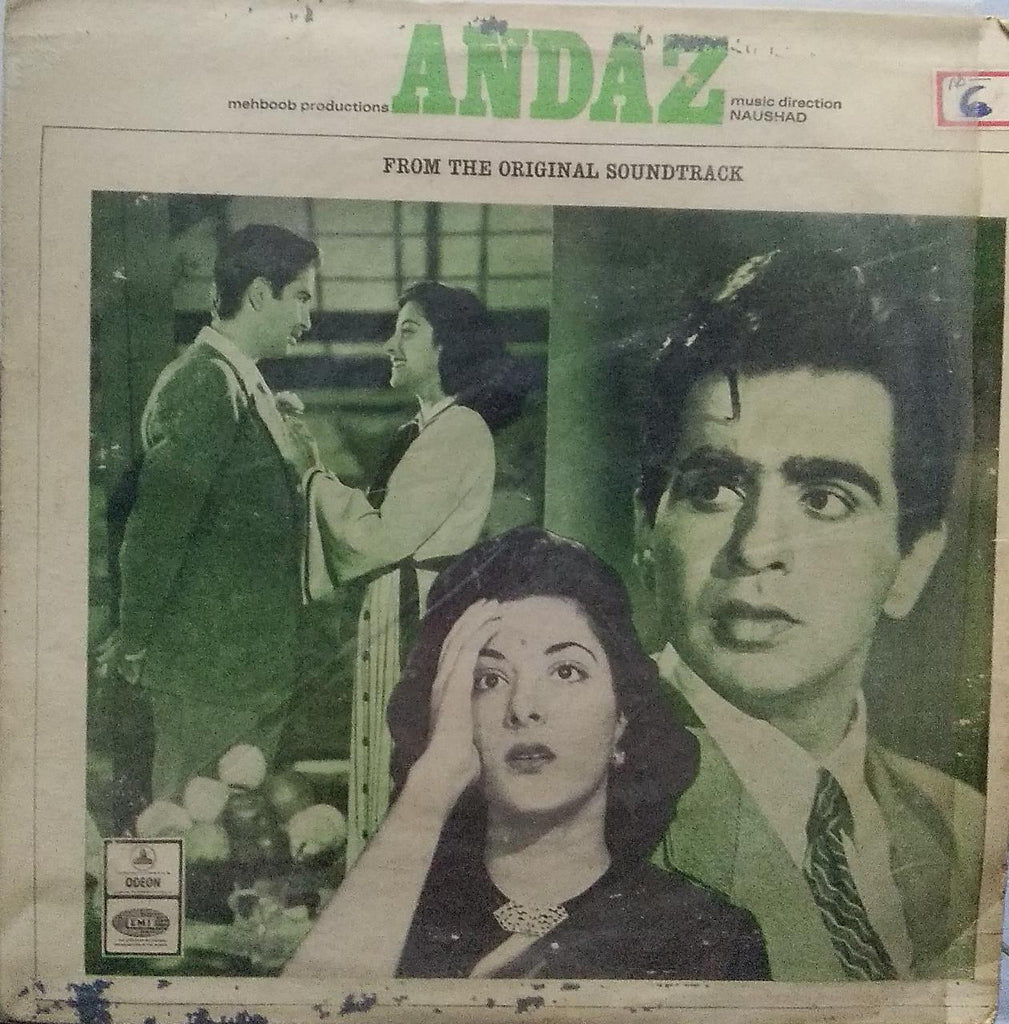 ANDAZ
mehboob productions
music direction
NAUSHAD
6
FROM THE ORIGINAL SOUNDTRACK
ODEON
EMI